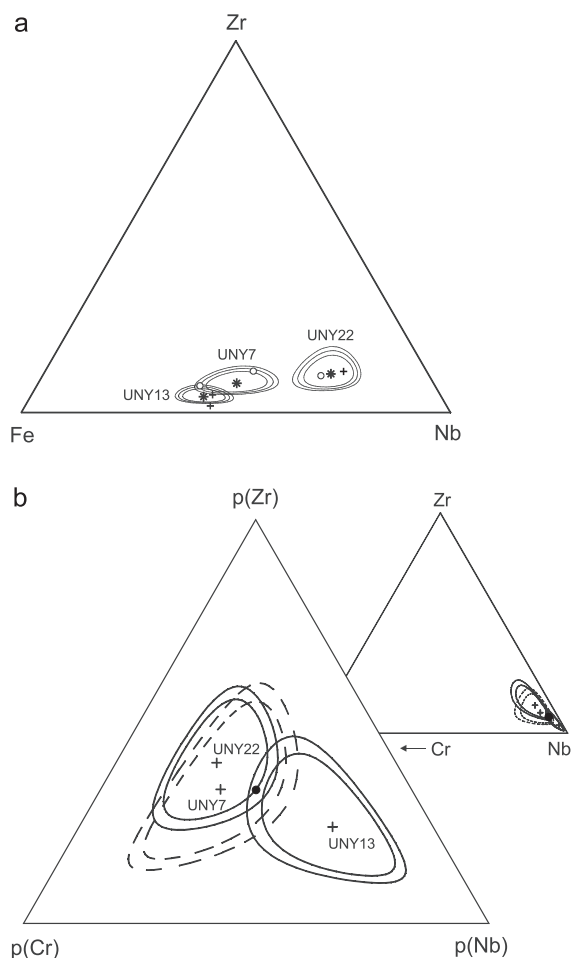 a
Zr
UNY22
UNY7
UNY13
Fe
Nb
b
p(Zr)
Zr
UNY22
UNY7
UNY13
← Cr
Nb
p(Cr)
p(Nb)